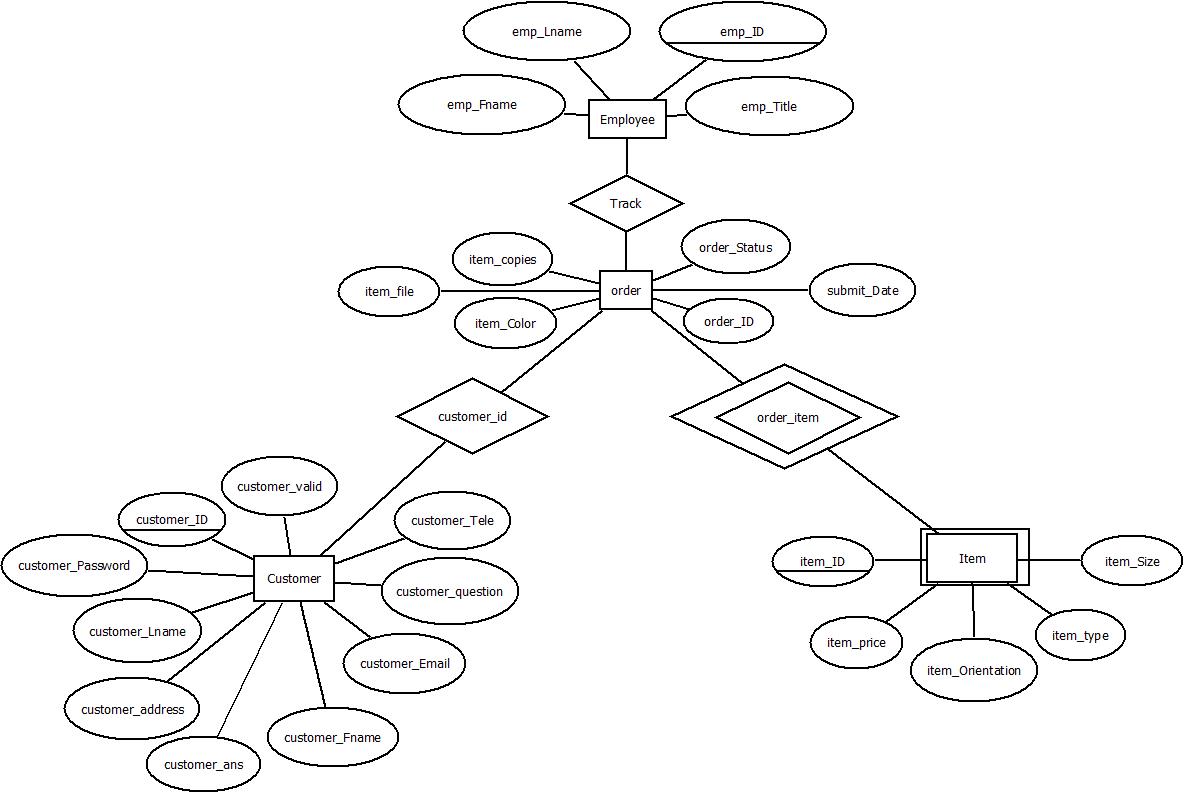 emp_Lname
emp_ID
emp_Fname
emp_Title
Employee
Track
item_copies
order_Status
item_file
order
submit_Date
item_Color
order_ID
customer_id
order_item
customer_valid
customer_ID
customer_Tele
customer_Password
Customer
customer_question
customer_Lname
customer_Email
customer_address
customer_Fname
customer_ans
item_ID
Item
item_Size
item_price
item_type
item_Orientation